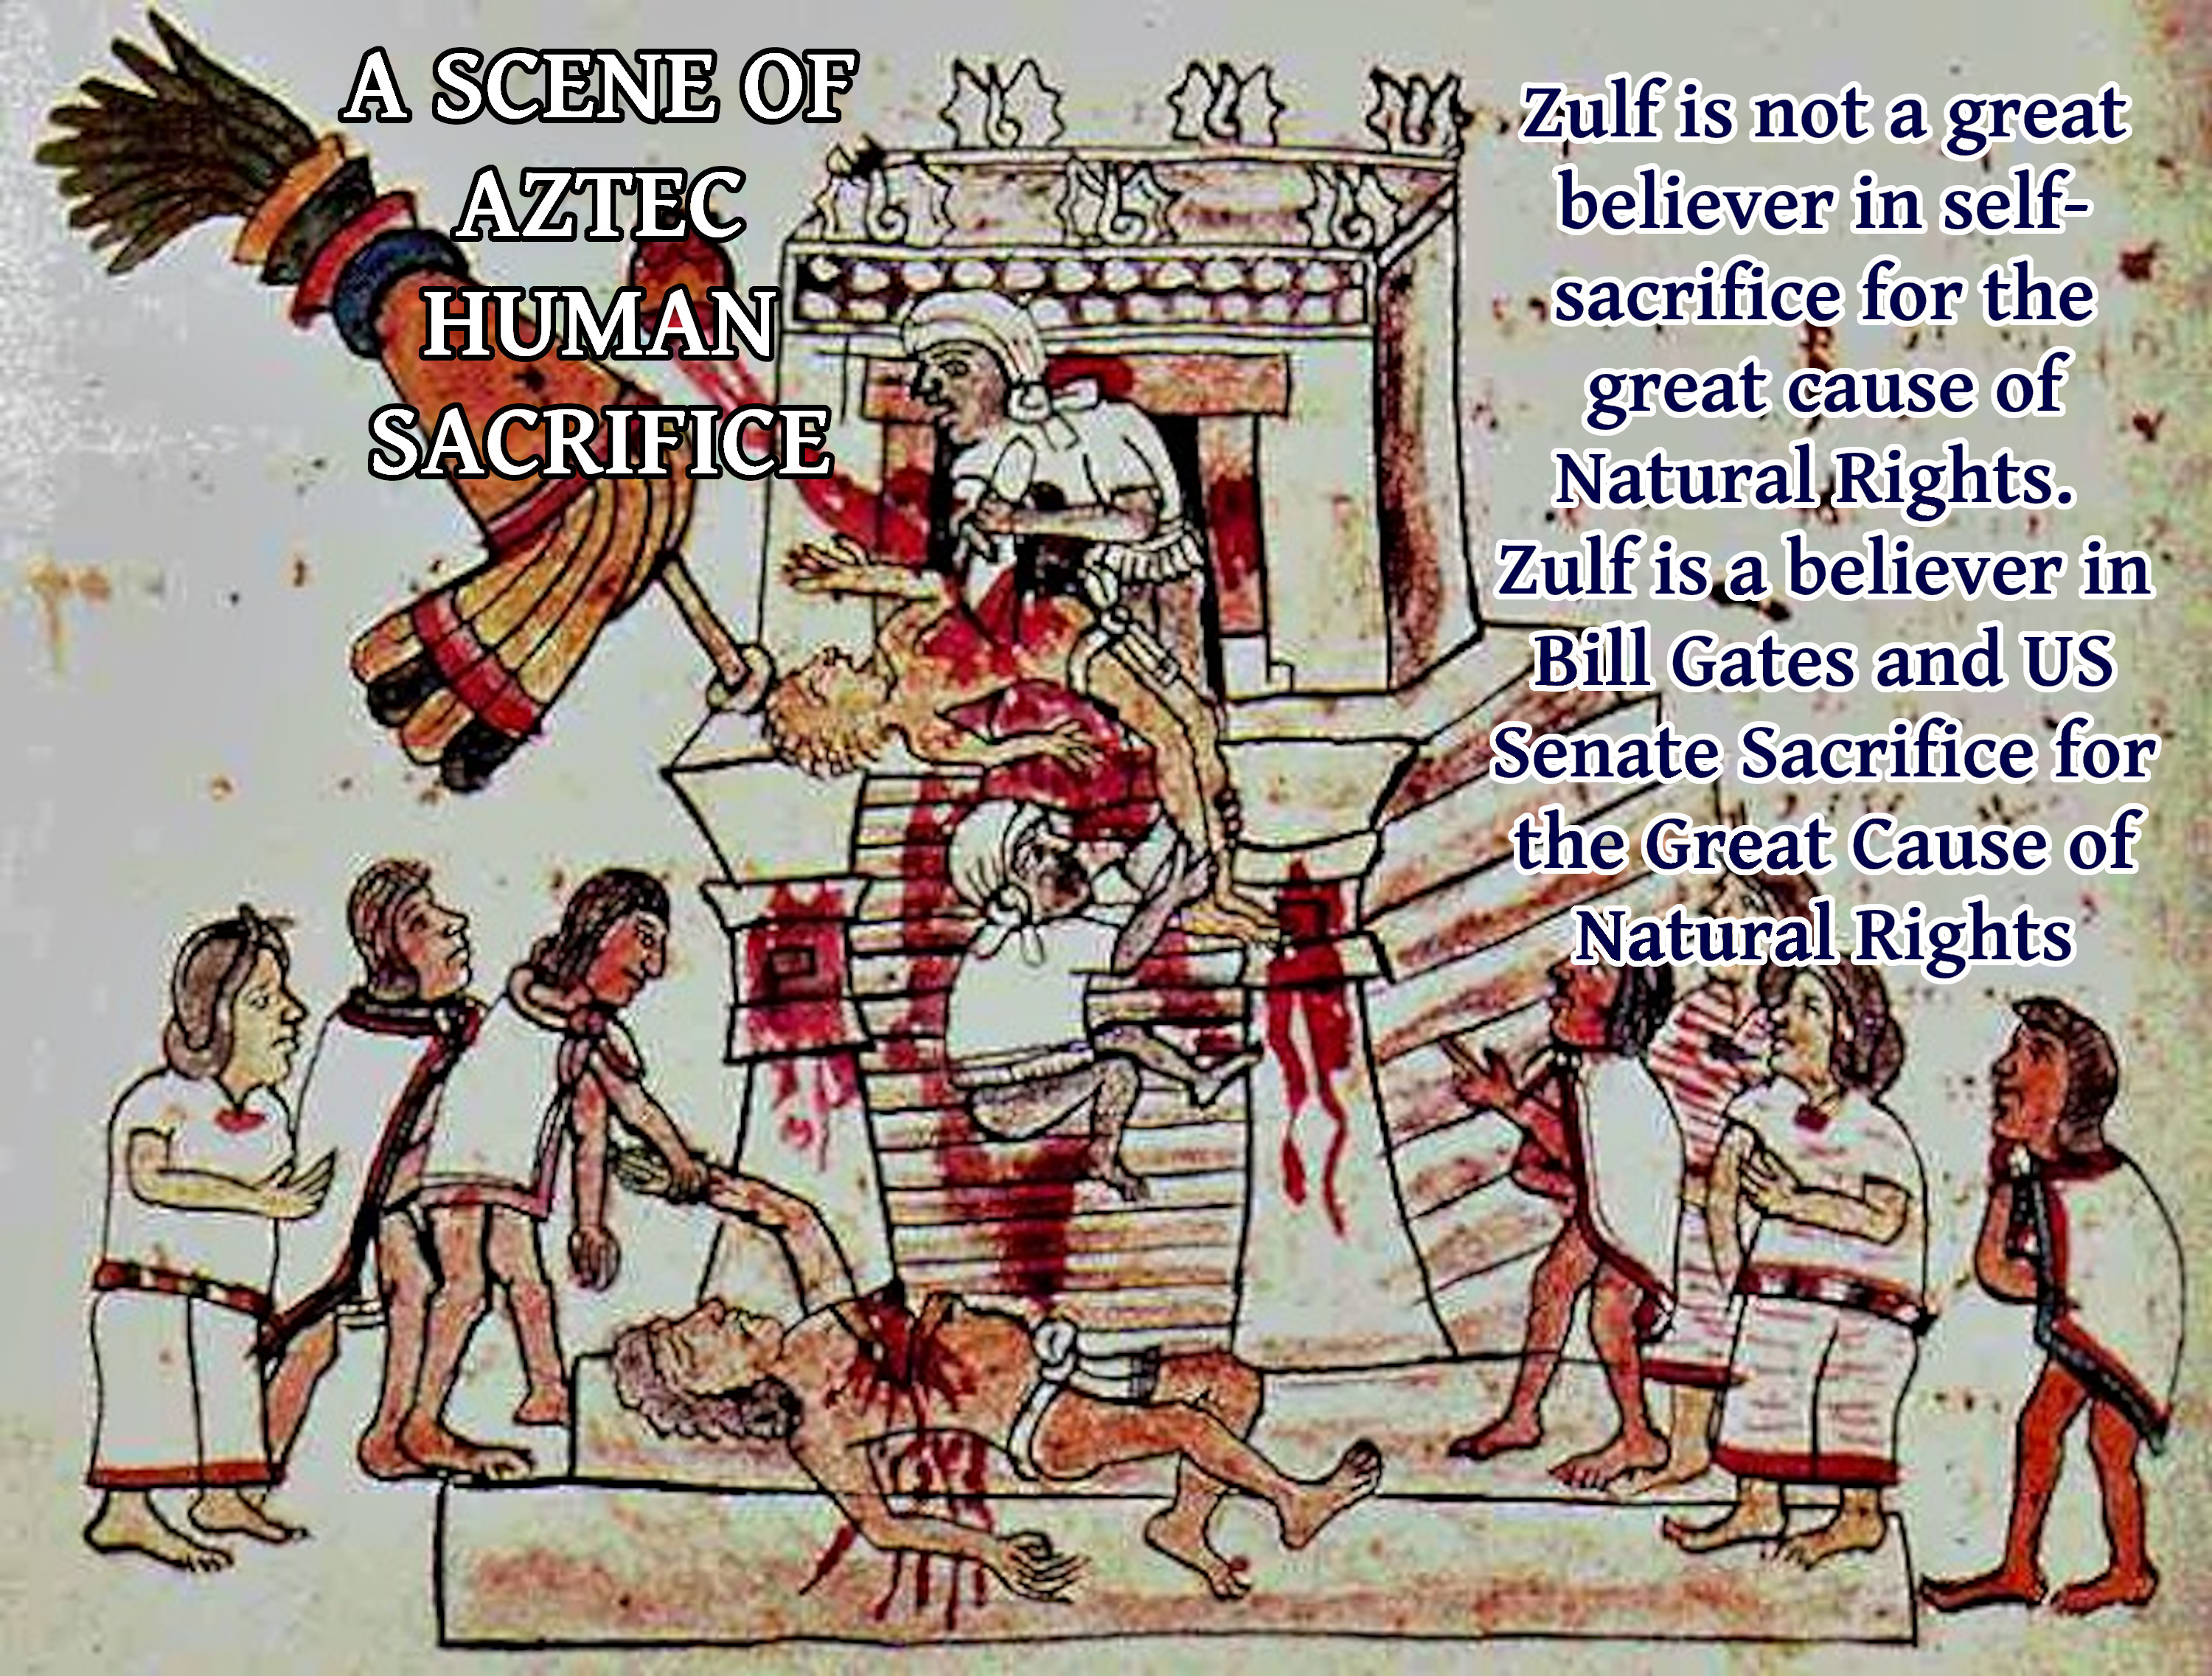 A SCENE OF
AZTEC
HUMAN
SACRIFICE
Zulf is not a great
believer in self-
sacrifice for the
great cause of
Natural Rights.
Zulf is a believer in
Bill Gates and US
Senate Sacrifice for
the Great Cause of
Natural Rights